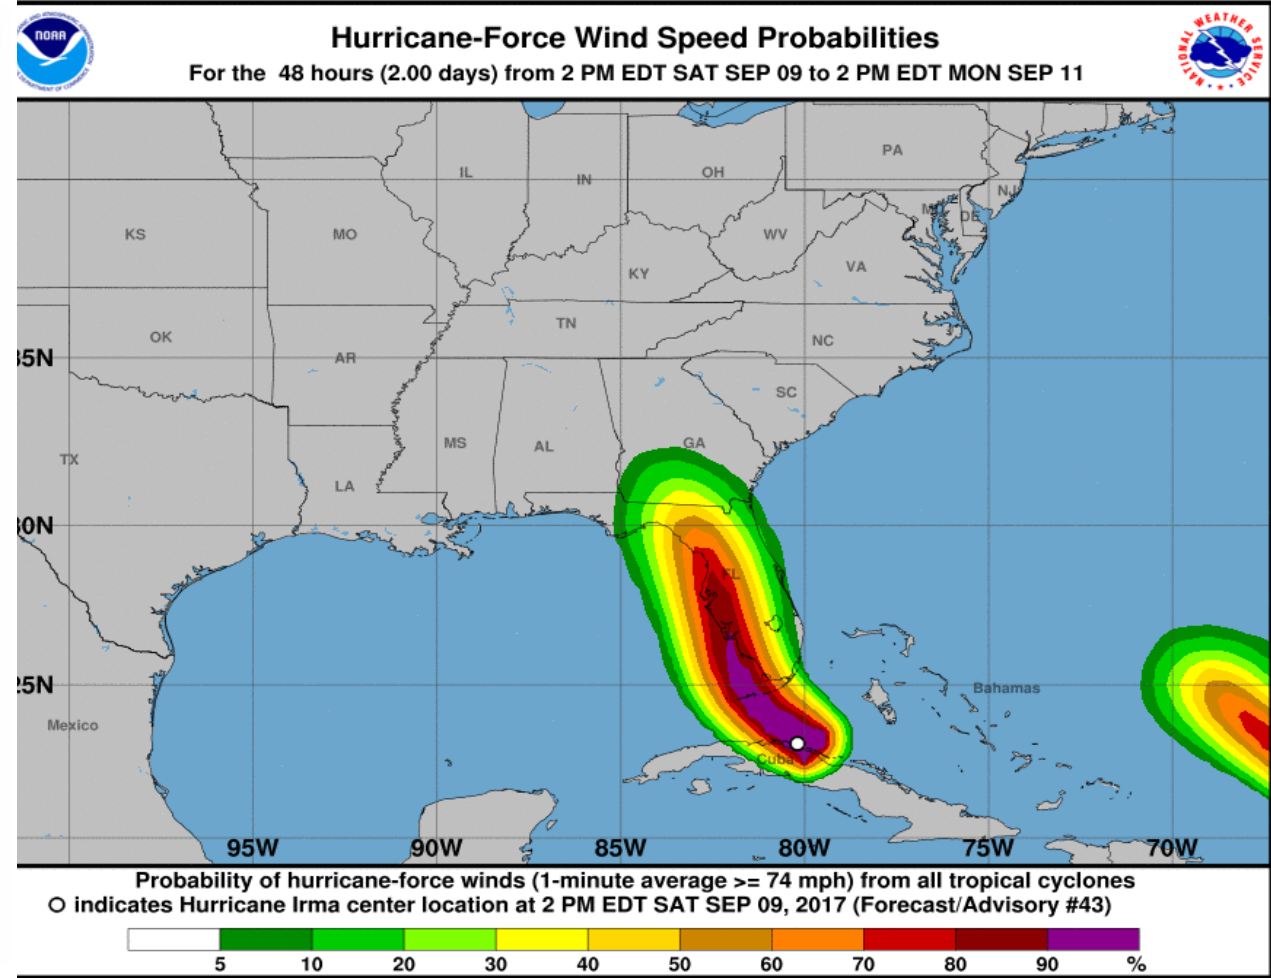 NOAA
Hurricane-Force Wind Speed Probabilities
For the 48 hours (2.00 days) from 2 PM EDT SAT SEP 09 to 2 PM EDT MON SEP 11
NATIONAL WEATHER SERVICE
PA
IL
IN
OH
NJ
DE
KS
MO
WV
KY
VA
OK
TN
NC
35N
AR
SC
MS
AL
GA
TX
LA
30N
FL
25N
Bahamas
Mexico
Cuba
95W 90W 85W 80W 75W 70W
Probability of hurricane-force winds (1-minute average >= 74 mph) from all tropical cyclones
indicates Hurricane Irma center location at 2 PM EDT SAT SEP 09, 2017 (Forecast/Advisory #43)
5 10 20 30 40 50 60 70 80 90 %